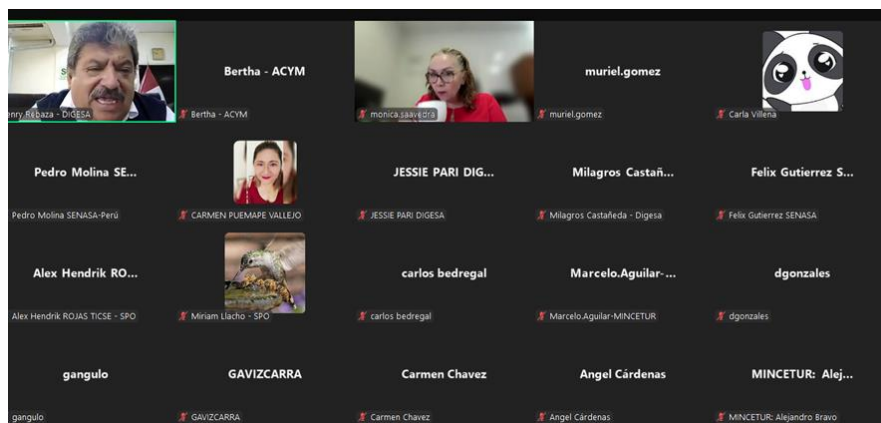 enry Rebaza - DIGESA
Bertha - ACYM
Bertha - ACYM
monica.saavedra
muriel.gomez
muriel.gomez
Carla Villena
Pedro Molina SE...
Pedro Molina SENASA-Perú
CARMEN PUEMAPE VALLEJO
JESSIE PARI DIG...
JESSIE PARI DIGESA
Milagros Castañ...
Milagros Castañeda - Digesa
Felix Gutierrez S...
Felix Gutierrez SENASA
Alex Hendrik RO...
Alex Hendrik ROJAS TICSE - SPO
Miriam Llacho - SPO
carlos bedregal
carlos bedregal
Marcelo.Aguilar-...
Marcelo.Aguilar-MINCETUR
dgonzales
dgonzales
gangulo
gangulo
GAVIZCARRA
GAVIZCARRA
Carmen Chavez
Carmen Chavez
Angel Cárdenas
Angel Cárdenas
MINCETUR: Alej...
MINCETUR: Alejandro Bravo